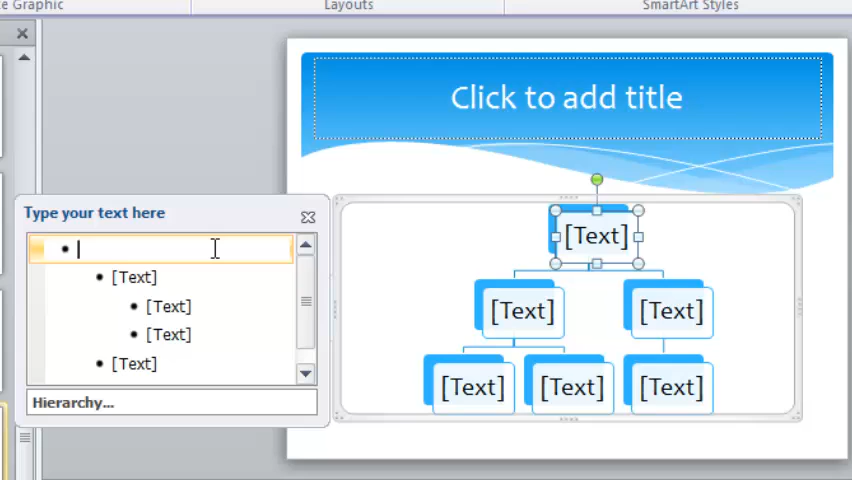 e Graphic
Layouts
SmartArt Styles
Click to add title
Type your text here
[Text]
[Text]
[Text]
[Text]
Hierarchy...
[Text]
[Text]
[Text]
[Text]
[Text]
[Text]